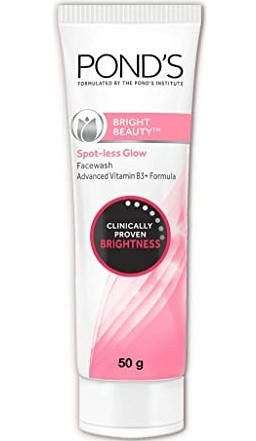 POND'S
FORMULATED BY THE POND'S INSTITUTE
BRIGHT
BEAUTY™
Spot-less Glow
Facewash
Advanced Vitamin B3+ Formula
CLINICALLY
PROVEN
BRIGHTNESS
50 g